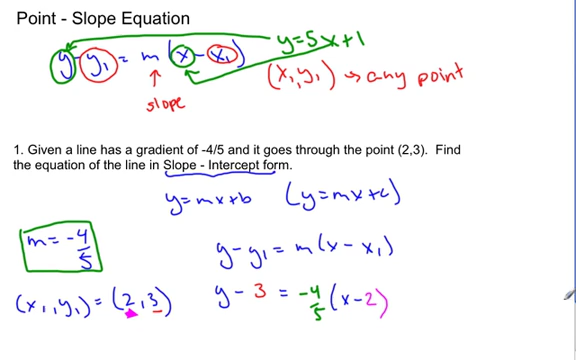 Point - Slope Equation
y - y₁ = m (x - x₁)
y = 5x + 1
(x₁, y₁) → any point
slope
1. Given a line has a gradient of -4/5 and it goes through the point (2,3). Find
the equation of the line in Slope - Intercept form.
y = mx + b (y = mx + c)
m = -4/5
y - y₁ = m (x - x₁)
(x₁, y₁) = (2, 3)
y - 3 = -4/5 (x - 2)